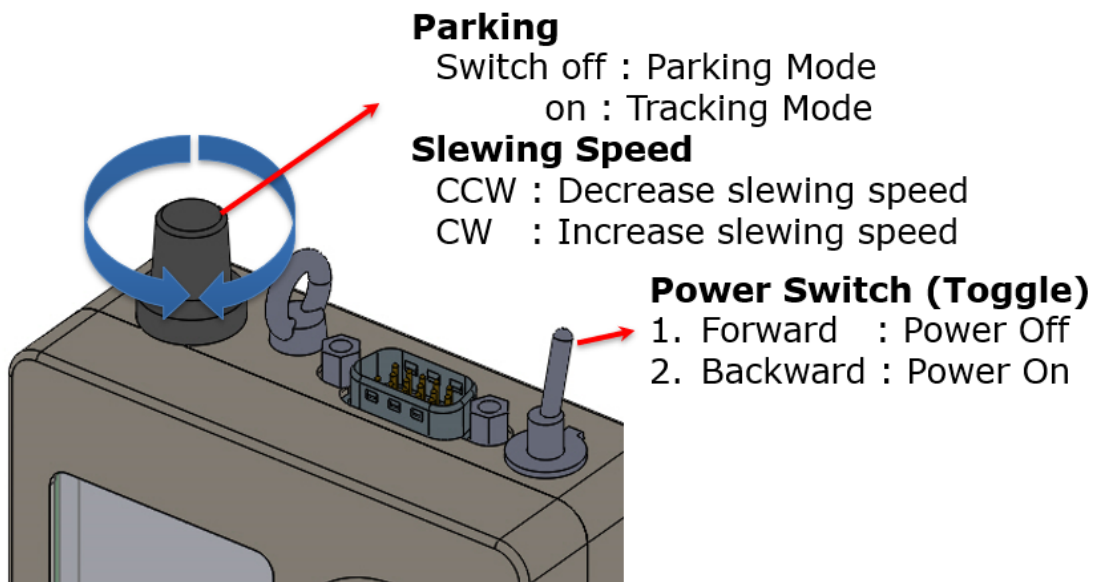 Parking
Switch off : Parking Mode
on : Tracking Mode
Slewing Speed
CCW : Decrease slewing speed
CW : Increase slewing speed
Power Switch (Toggle)
1. Forward : Power Off
2. Backward : Power On